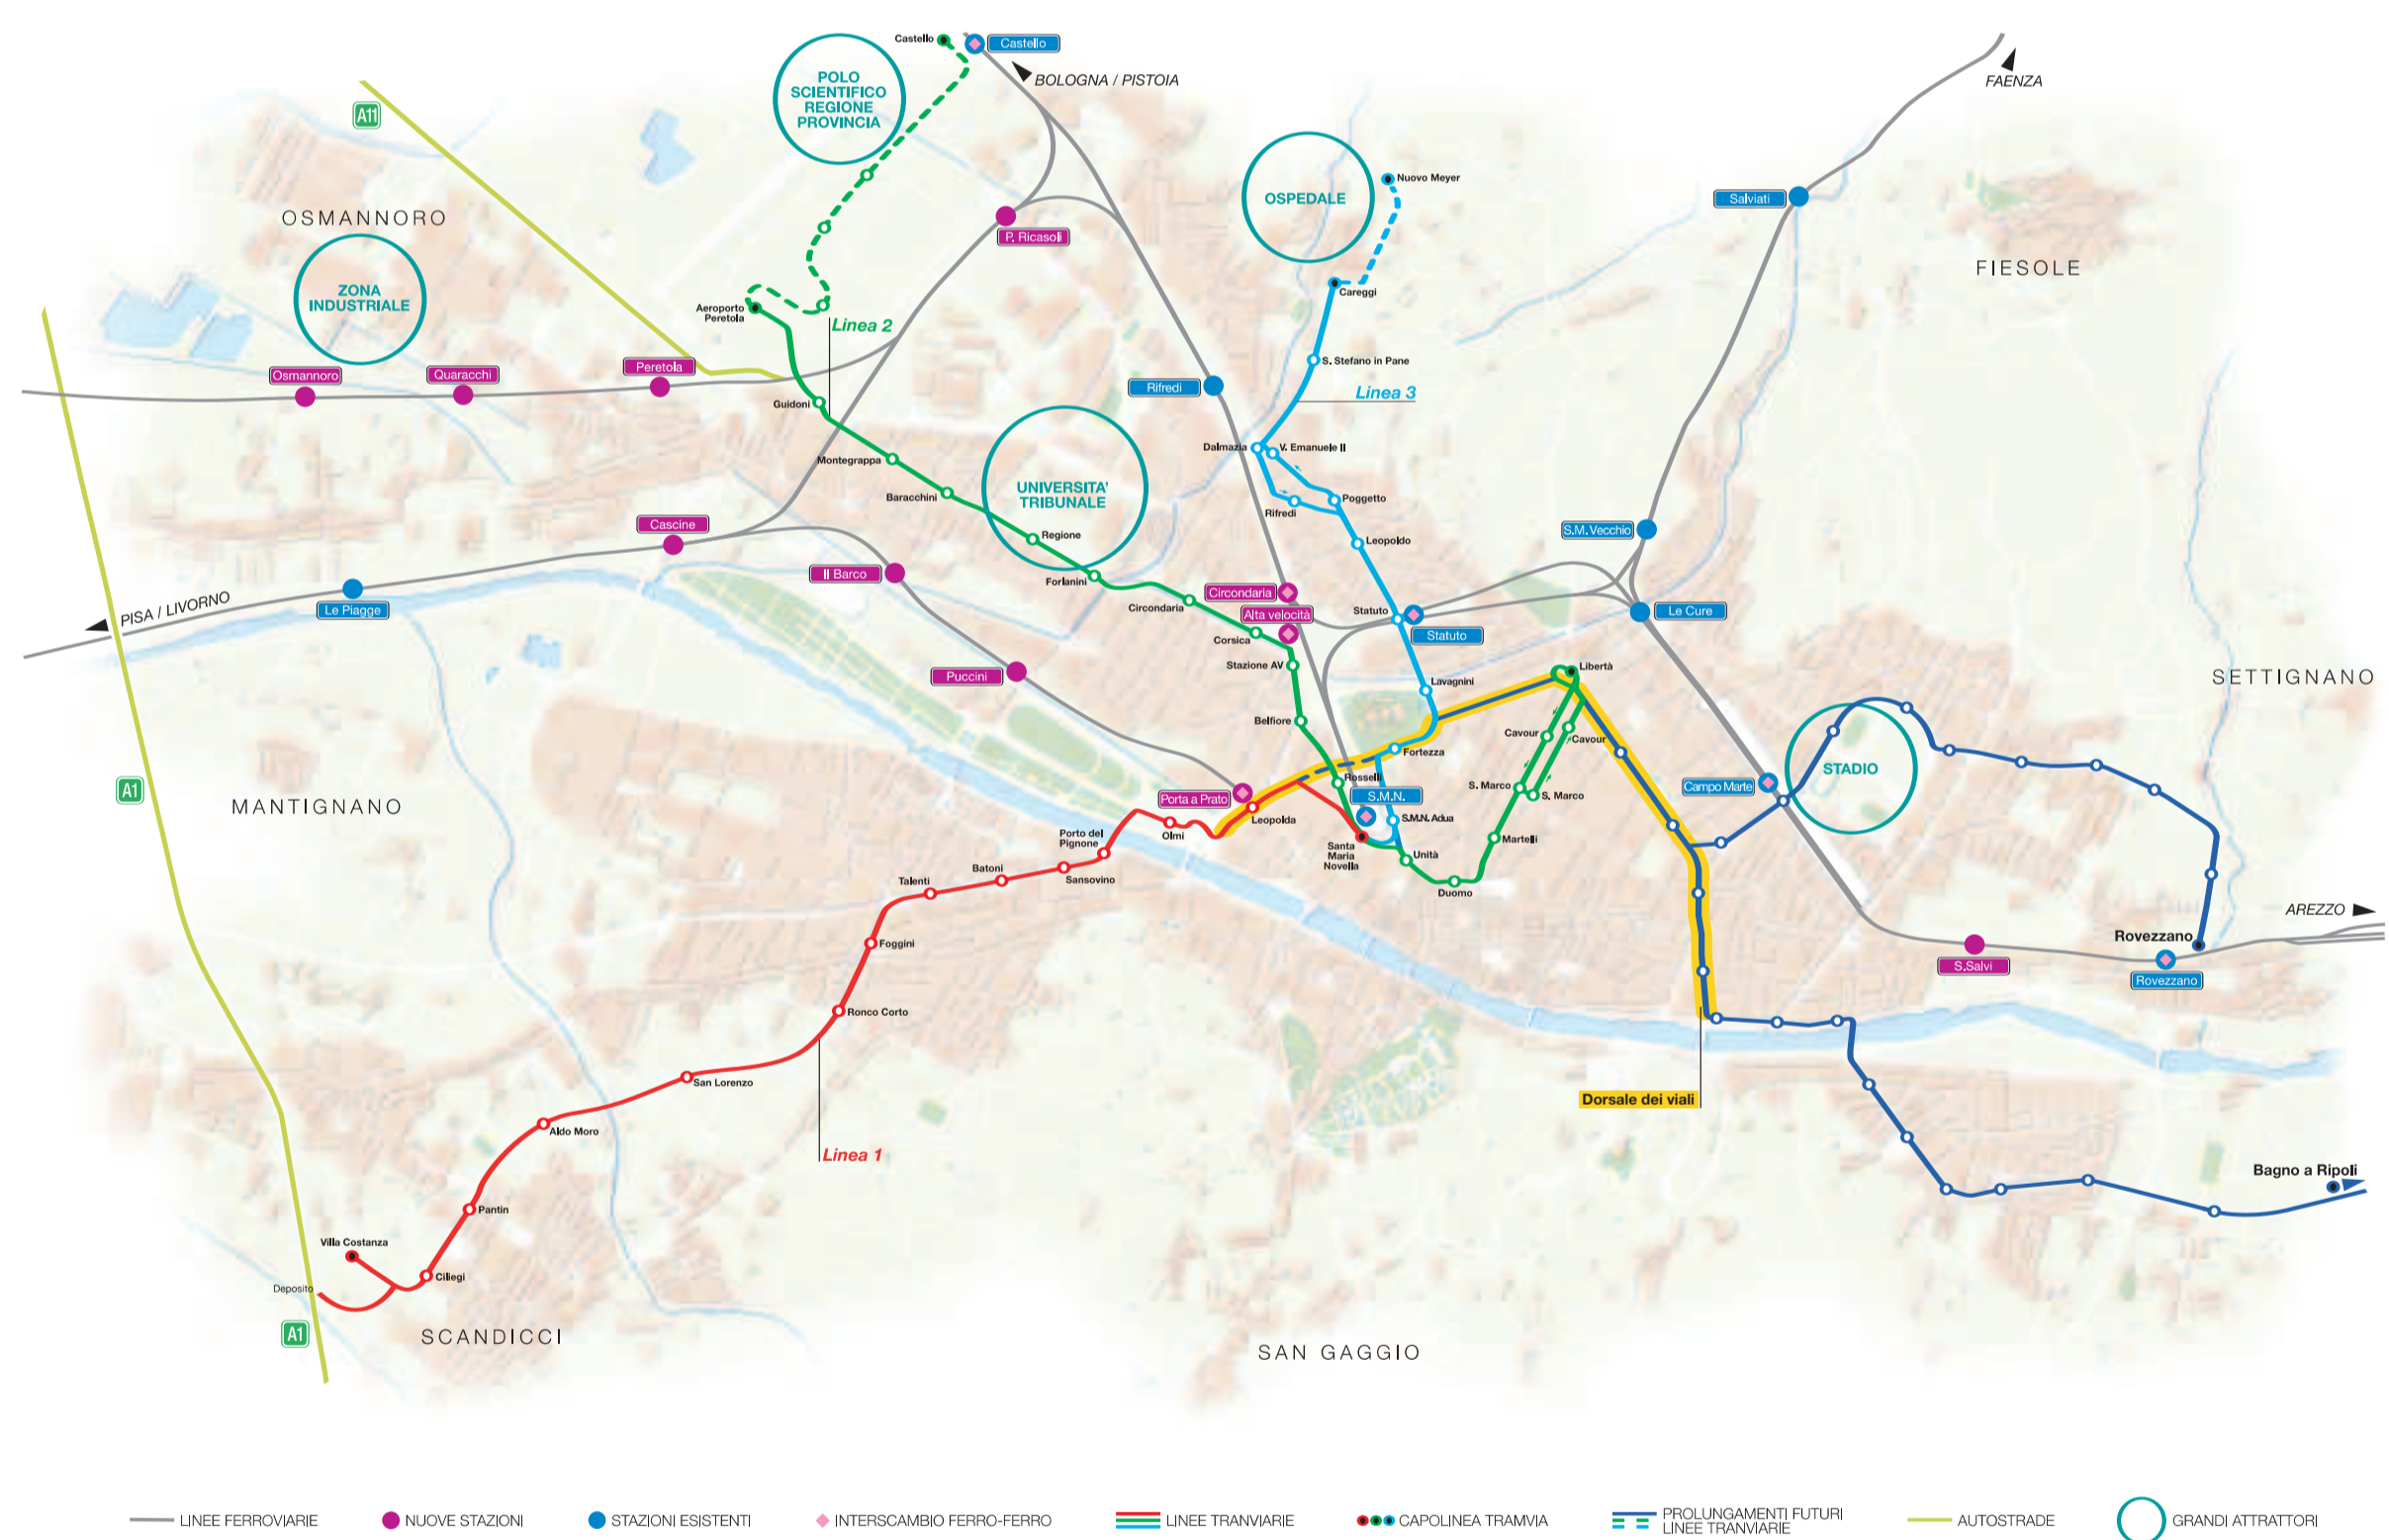 Castello
Castello
BOLOGNA / PISTOIA
FAENZA
POLO
SCIENTIFICO
REGIONE
PROVINCIA
A11
OSPEDALE
Nuovo Meyer
Salviati
OSMANNORO
P. Ricasoli
FIESOLE
ZONA
INDUSTRIALE
Careggi
Aeroporto
Peretola
Linea 2
S. Stefano in Pane
Osmannoro
Quaracchi
Peretola
Rifredi
Linea 3
Guidoni
Dalmazia
V. Emanuele II
Montegrappa
Baracchini
UNIVERSITA'
TRIBUNALE
Poggetto
Rifredi
Cascine
Regione
Leopoldo
S.M. Vecchio
Il Barco
Forlanini
Circondaria
PISA / LIVORNO
Le Piagge
Circondaria
Alta velocità
Statuto
Le Cure
Corsica
Statuto
Stazione AV
Libertà
Puccini
Lavagnini
SETTIGNANO
Belfiore
Cavour
Cavour
Fortezza
STADIO
A1
MANTIGNANO
Rosselli
S. Marco
S. Marco
Campo Marte
Porta a Prato
S.M.N.
Leopolda
S.M.N. Adua
Olmi
Porto del
Pignone
Santa
Maria
Novella
Unità
Martelli
Batoni
Sansovino
Talenti
Duomo
AREZZO
Foggini
Rovezzano
S.Salvi
Rovezzano
Ronco Corto
San Lorenzo
Dorsale dei viali
Aldo Moro
Linea 1
Bagno a Ripoli
Pantin
Villa Costanza
Ciliegi
Deposito
A1
SCANDICCI
SAN GAGGIO
LINEE FERROVIARIE
NUOVE STAZIONI
STAZIONI ESISTENTI
INTERSCAMBIO FERRO-FERRO
LINEE TRANVIARIE
CAPOLINEA TRAMVIA
PROLUNGAMENTI FUTURI
LINEE TRANVIARIE
AUTOSTRADE
GRANDI ATTRATTORI